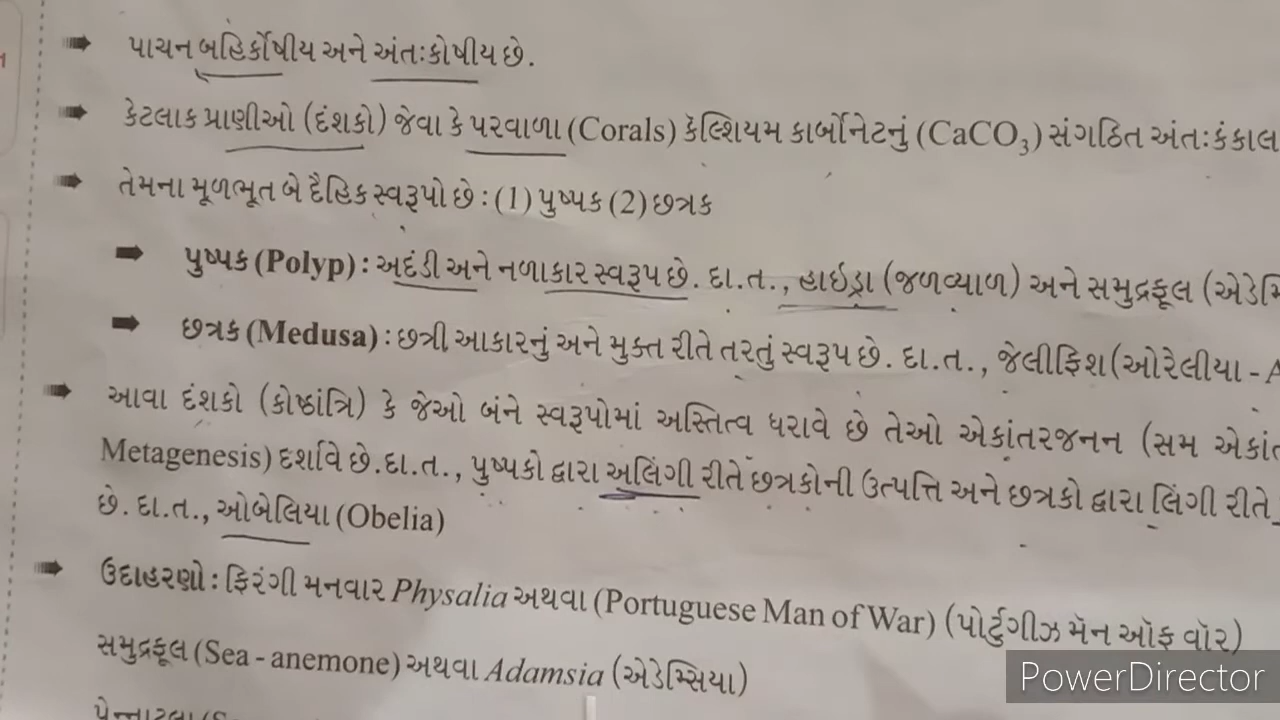 પાચન બહિર્કોષીય અને અંતઃકોષીય છે.
કેટલાક પ્રાણીઓ (દંશકો) જેવા કે પરવાળા (Corals) કેલ્શિયમ કાર્બોનેટનું (CaCO₃) સંગઠિત અંતઃકંકાલ
તેમના મૂળભૂત બે દૈહિક સ્વરૂપો છે : (1) પુષ્પક (2) છત્રક
પુષ્પક (Polyp) : અદંડી અને નળાકાર સ્વરૂપ છે. દા.ત., હાઇડ્રા (જળવ્યાળ) અને સમુદ્રફૂલ (એડેમ્સિ
છત્રક (Medusa) : છત્રી આકારનું અને મુક્ત રીતે તરતું સ્વરૂપ છે. દા.ત., જેલીફિશ (ઓરેલીયા - A
આવા દંશકો (કોષ્ઠાંત્રિ) કે જેઓ બંને સ્વરૂપોમાં અસ્તિત્વ ધરાવે છે તેઓ એકાંતરજનન (સમ એકાંત
Metagenesis) દર્શાવે છે. દા.ત., પુષ્પકો દ્વારા અલિંગી રીતે છત્રકોની ઉત્પત્તિ અને છત્રકો દ્વારા લિંગી રીતે
છે. દા.ત., ઓબેલિયા (Obelia)
ઉદાહરણો : ફિરંગી મનવાર Physalia અથવા (Portuguese Man of War) (પોર્ટુગીઝ મૅન ઑફ વૉર)
સમુદ્રફૂલ (Sea - anemone) અથવા Adamsia (એડેમ્સિયા)
PowerDirector